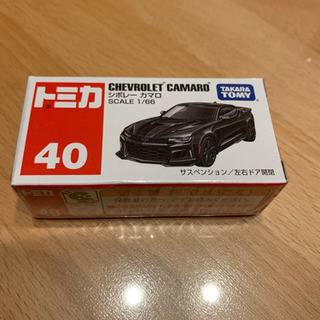 トミカ
40
CHEVROLET CAMARO
シボレー カマロ
SCALE 1/66
TAKARA TOMY
サスペンション／左右ドア開閉